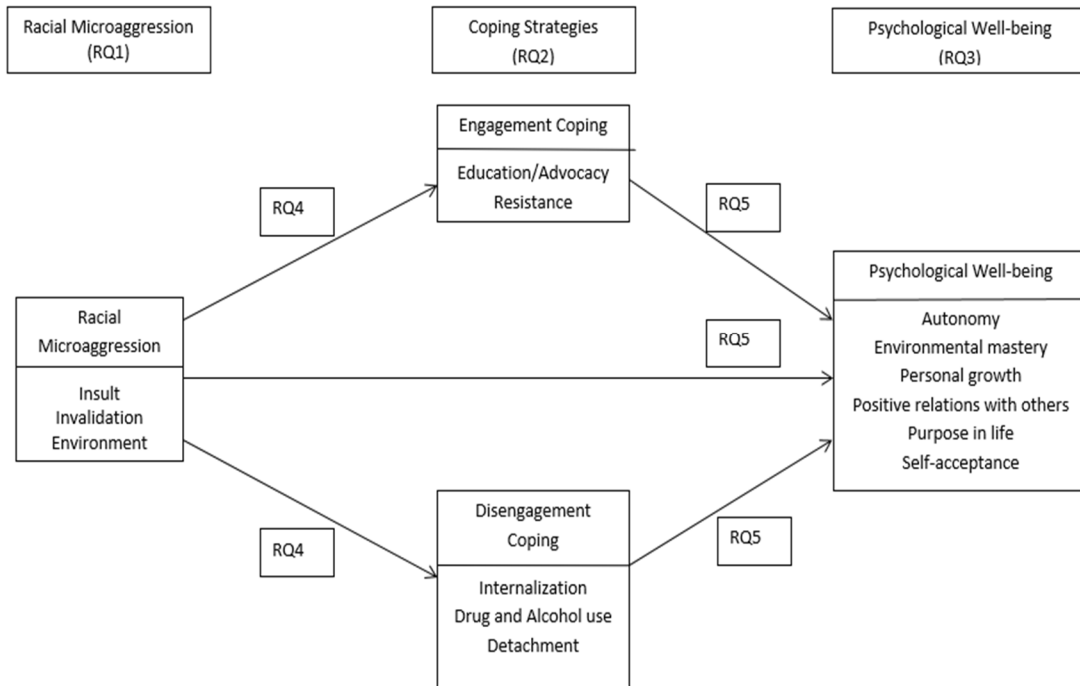 Racial Microaggression
(RQ1)
Coping Strategies
(RQ2)
Psychological Well-being
(RQ3)
Engagement Coping
Education/Advocacy
Resistance
RQ4
RQ5
Racial
Microaggression
Insult
Invalidation
Environment
RQ5
Psychological Well-being
Autonomy
Environmental mastery
Personal growth
Positive relations with others
Purpose in life
Self-acceptance
RQ4
Disengagement
Coping
Internalization
Drug and Alcohol use
Detachment
RQ5